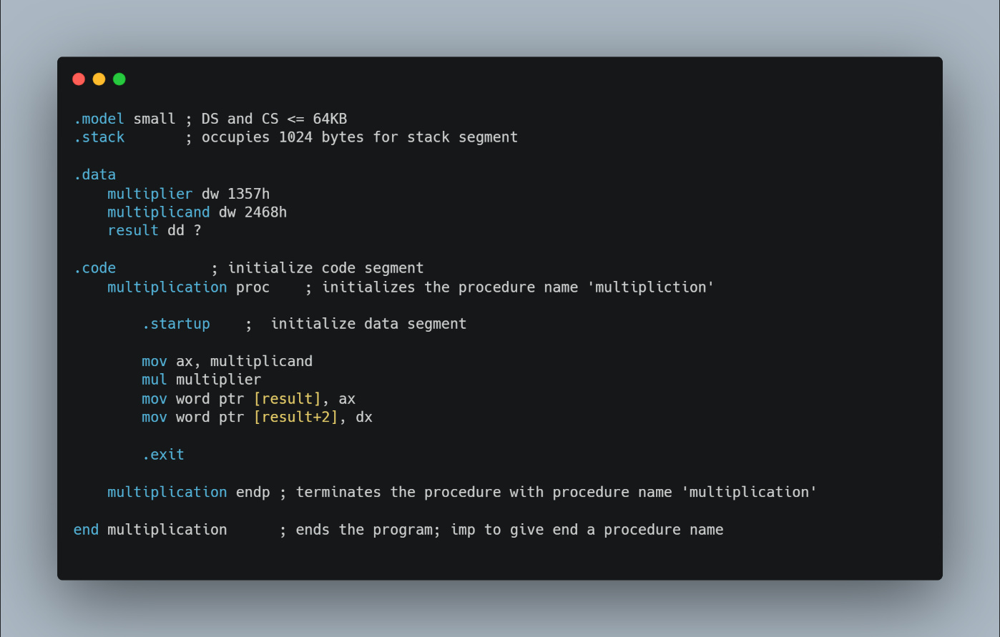 .model small ; DS and CS <= 64KB
.stack       ; occupies 1024 bytes for stack segment
.data
    multiplier dw 1357h
    multiplicand dw 2468h
    result dd ?
.code           ; initialize code segment
    multiplication proc    ; initializes the procedure name 'multipliction'
        .startup    ;  initialize data segment
        mov ax, multiplicand
        mul multiplier
        mov word ptr [result], ax
        mov word ptr [result+2], dx
        .exit
    multiplication endp ; terminates the procedure with procedure name 'multiplication'
end multiplication      ; ends the program; imp to give end a procedure name